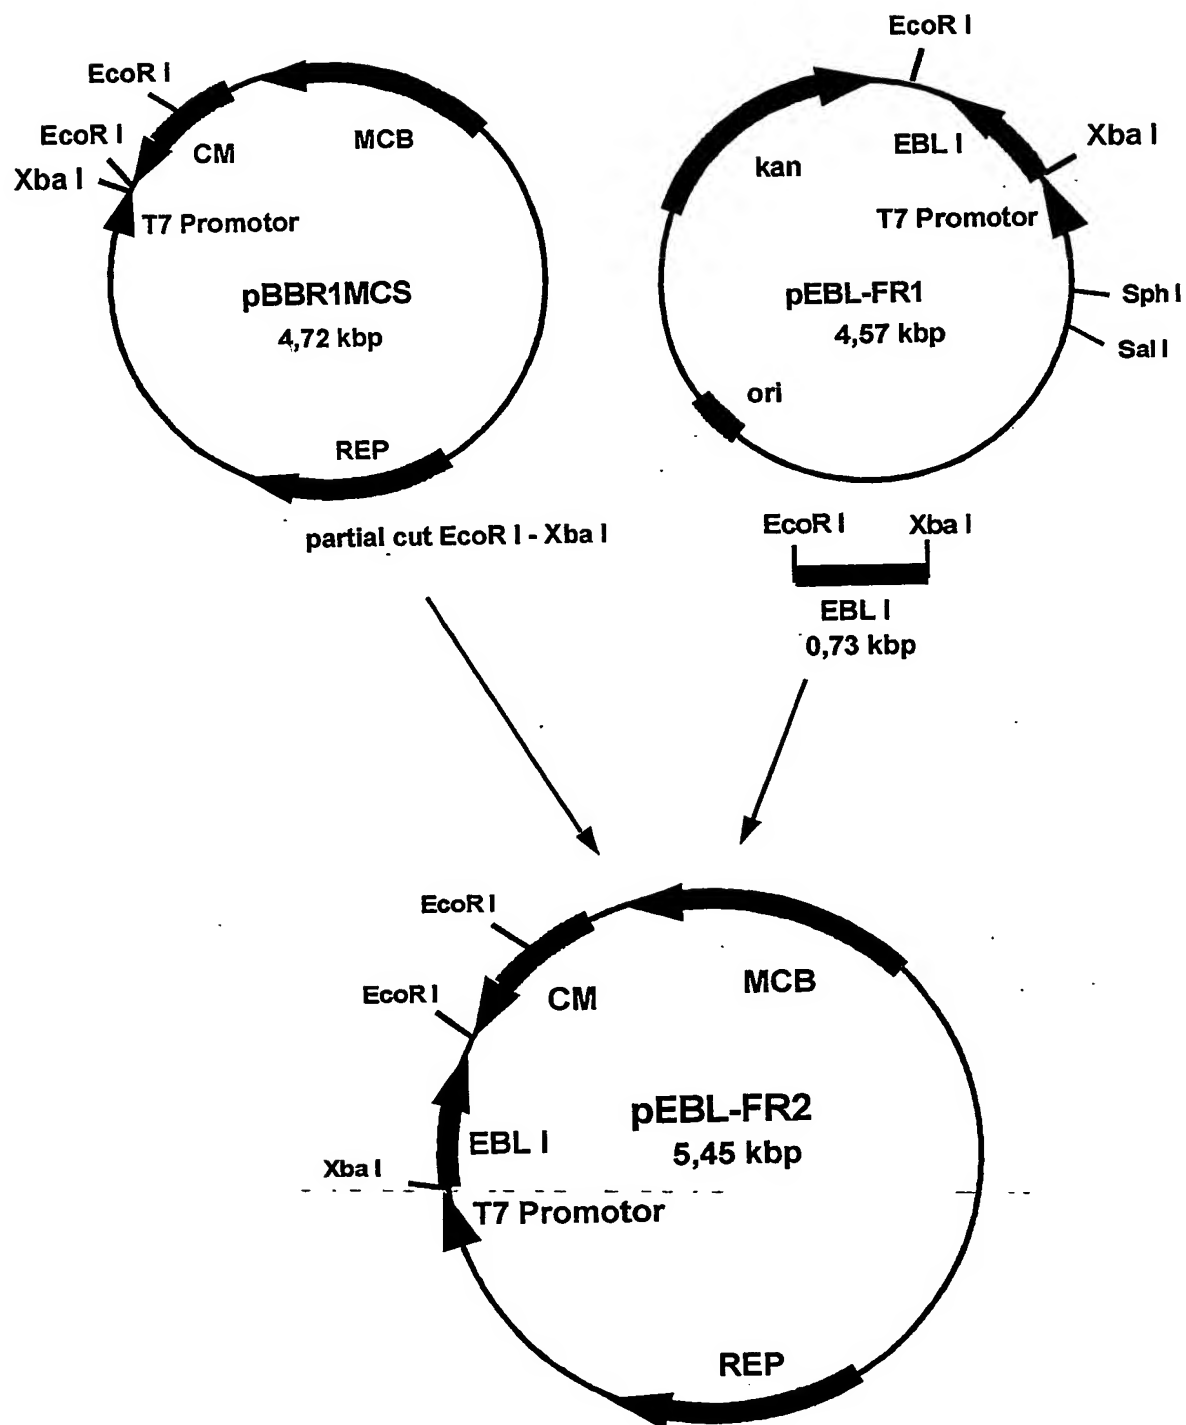 EcoR I
EcoR I
Xba I
CM
MCB
T7 Promotor
pBBR1MCS
4,72 kbp
REP
partial cut EcoR I - Xba I
EcoR I
Xba I
EBL I
kan
T7 Promotor
pEBL-FR1
4,57 kbp
Sph I
Sal I
ori
EcoR I
Xba I
EBL I
0,73 kbp
EcoR I
EcoR I
CM
MCB
pEBL-FR2
5,45 kbp
EBL I
Xba I
T7 Promotor
REP